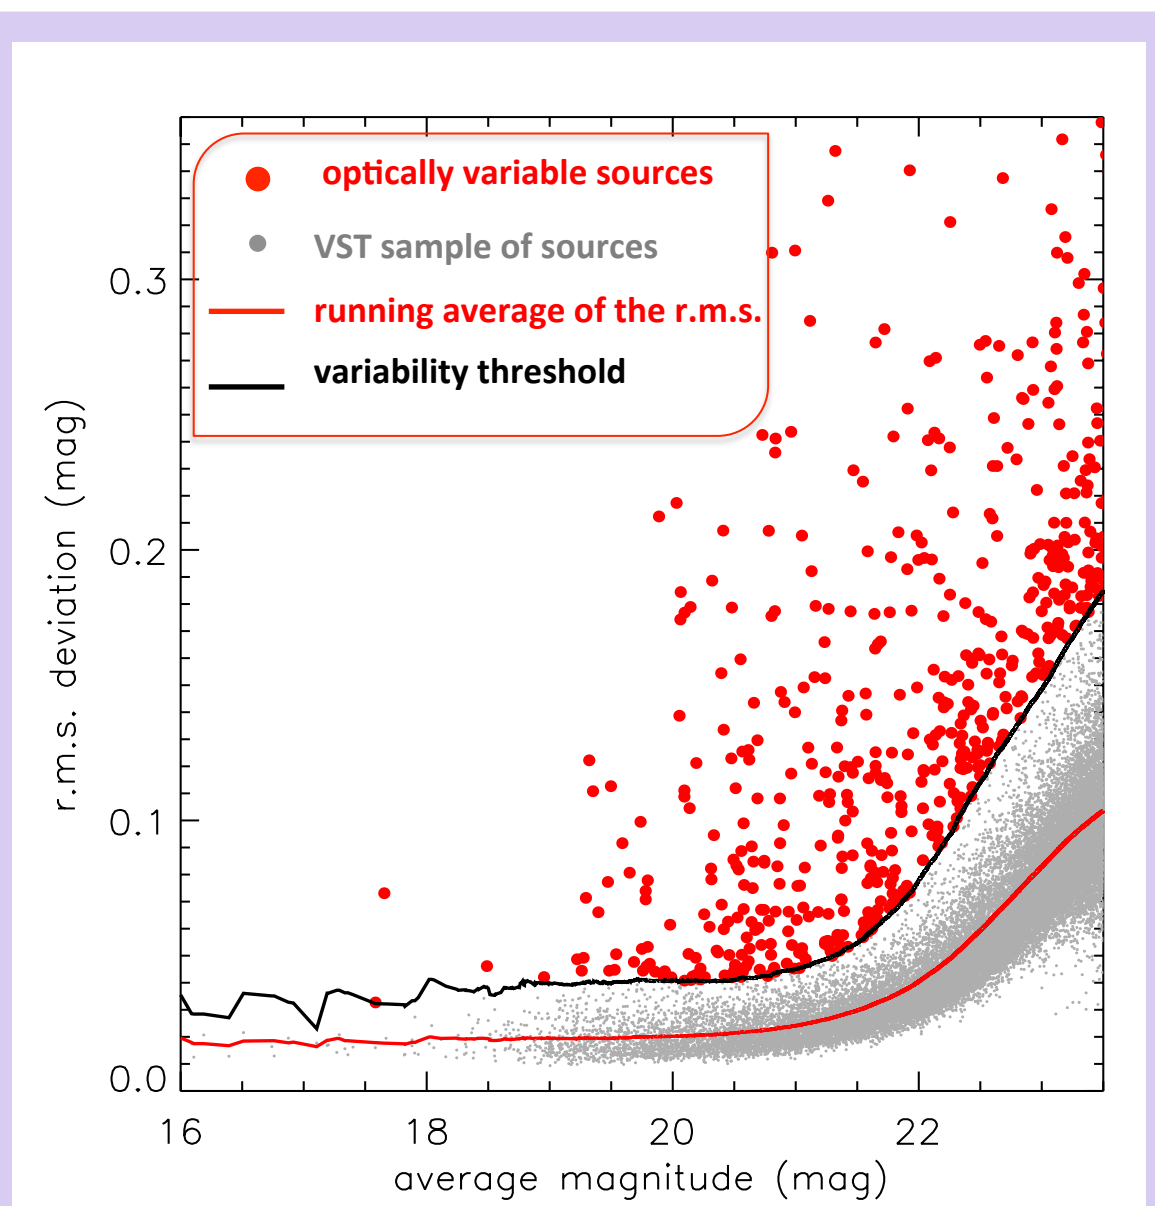 optically variable sources
VST sample of sources
running average of the r.m.s.
variability threshold
r.m.s. deviation (mag)
0.3
0.2
0.1
0.0
16 18 20 22
average magnitude (mag)